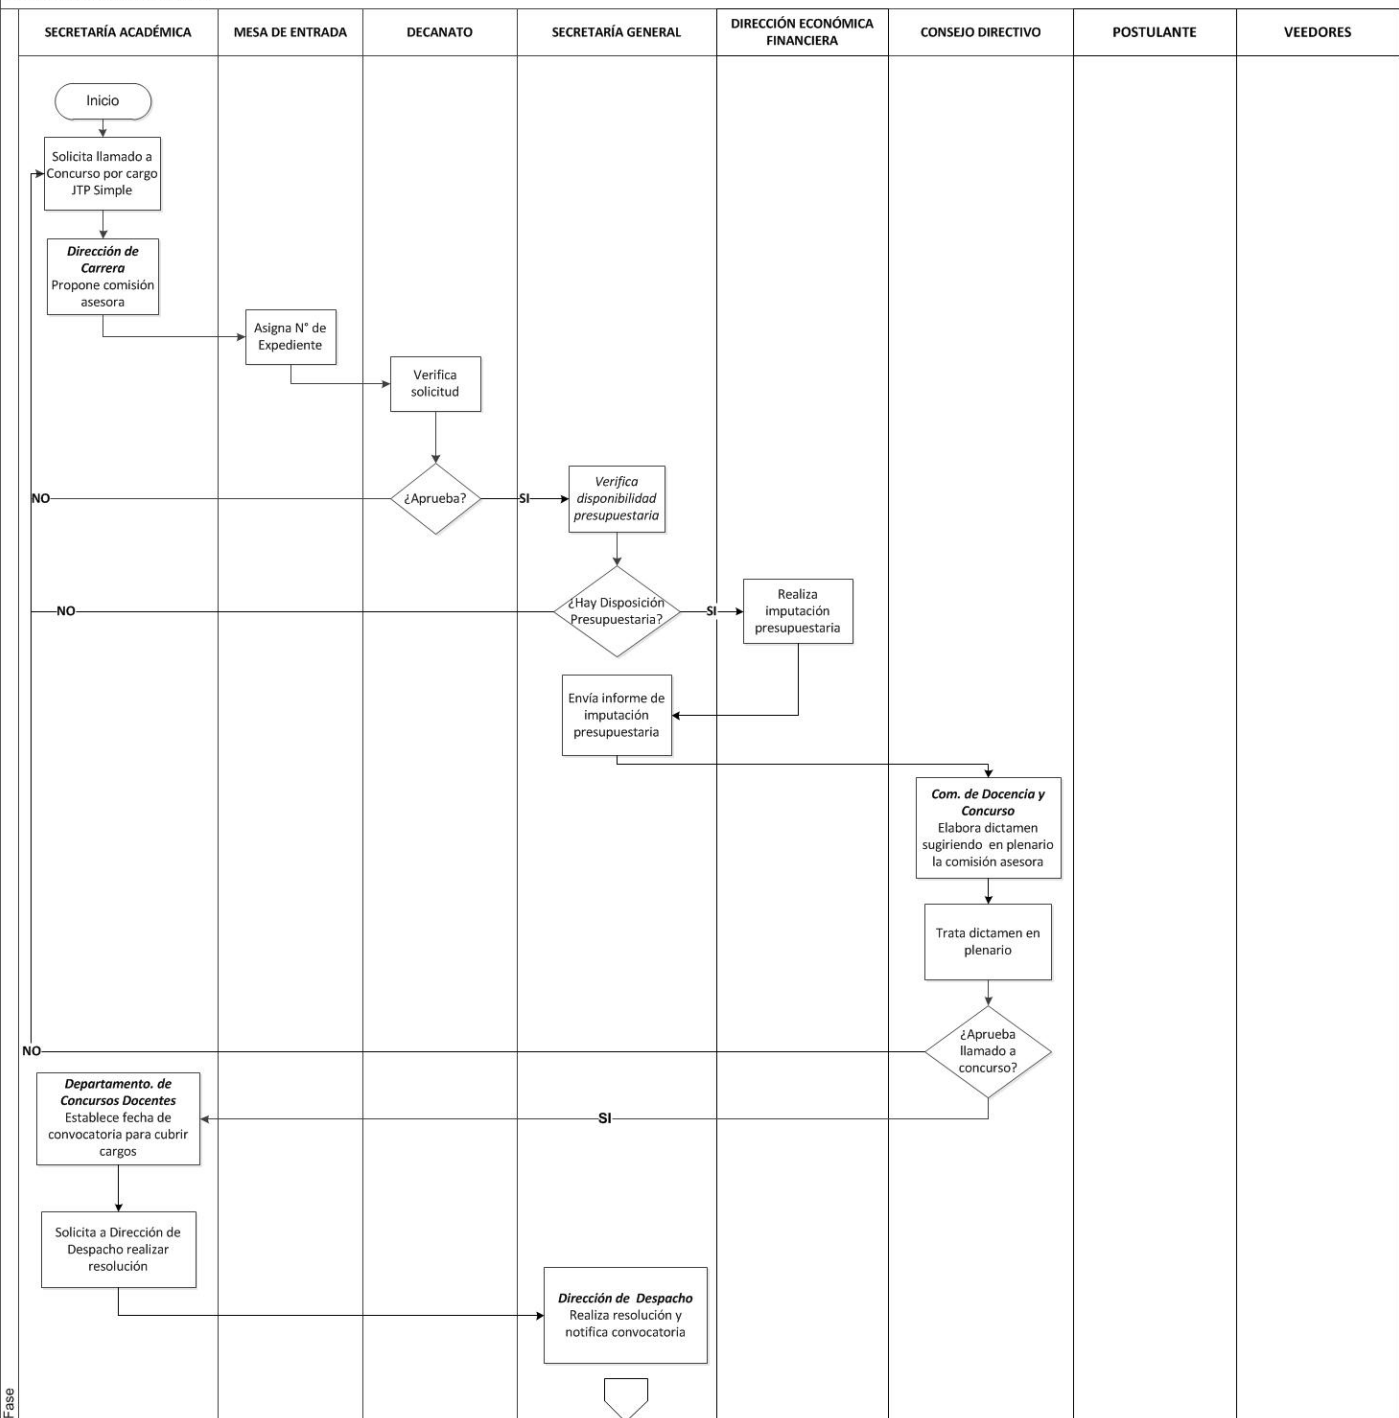 SECRETARÍA ACADÉMICA
MESA DE ENTRADA
DECANATO
SECRETARÍA GENERAL
DIRECCIÓN ECONÓMICA
FINANCIERA
CONSEJO DIRECTIVO
POSTULANTE
VEEDORES
Inicio
Solicita llamado a
Concurso por cargo
JTP Simple
Dirección de
Carrera
Propone comisión
asesora
Asigna N° de
Expediente
Verifica
solicitud
¿Aprueba?
NO
SI
Verifica
disponibilidad
presupuestaria
¿Hay Disposición
Presupuestaria?
NO
SI
Realiza
imputación
presupuestaria
Envía informe de
imputación
presupuestaria
Com. de Docencia y
Concurso
Elabora dictamen
sugiriendo en plenario
la comisión asesora
Trata dictamen en
plenario
¿Aprueba
llamado a
concurso?
NO
SI
Departamento. de
Concursos Docentes
Establece fecha de
convocatoria para cubrir
cargos
Solicita a Dirección de
Despacho realizar
resolución
Dirección de Despacho
Realiza resolución y
notifica convocatoria
Fase